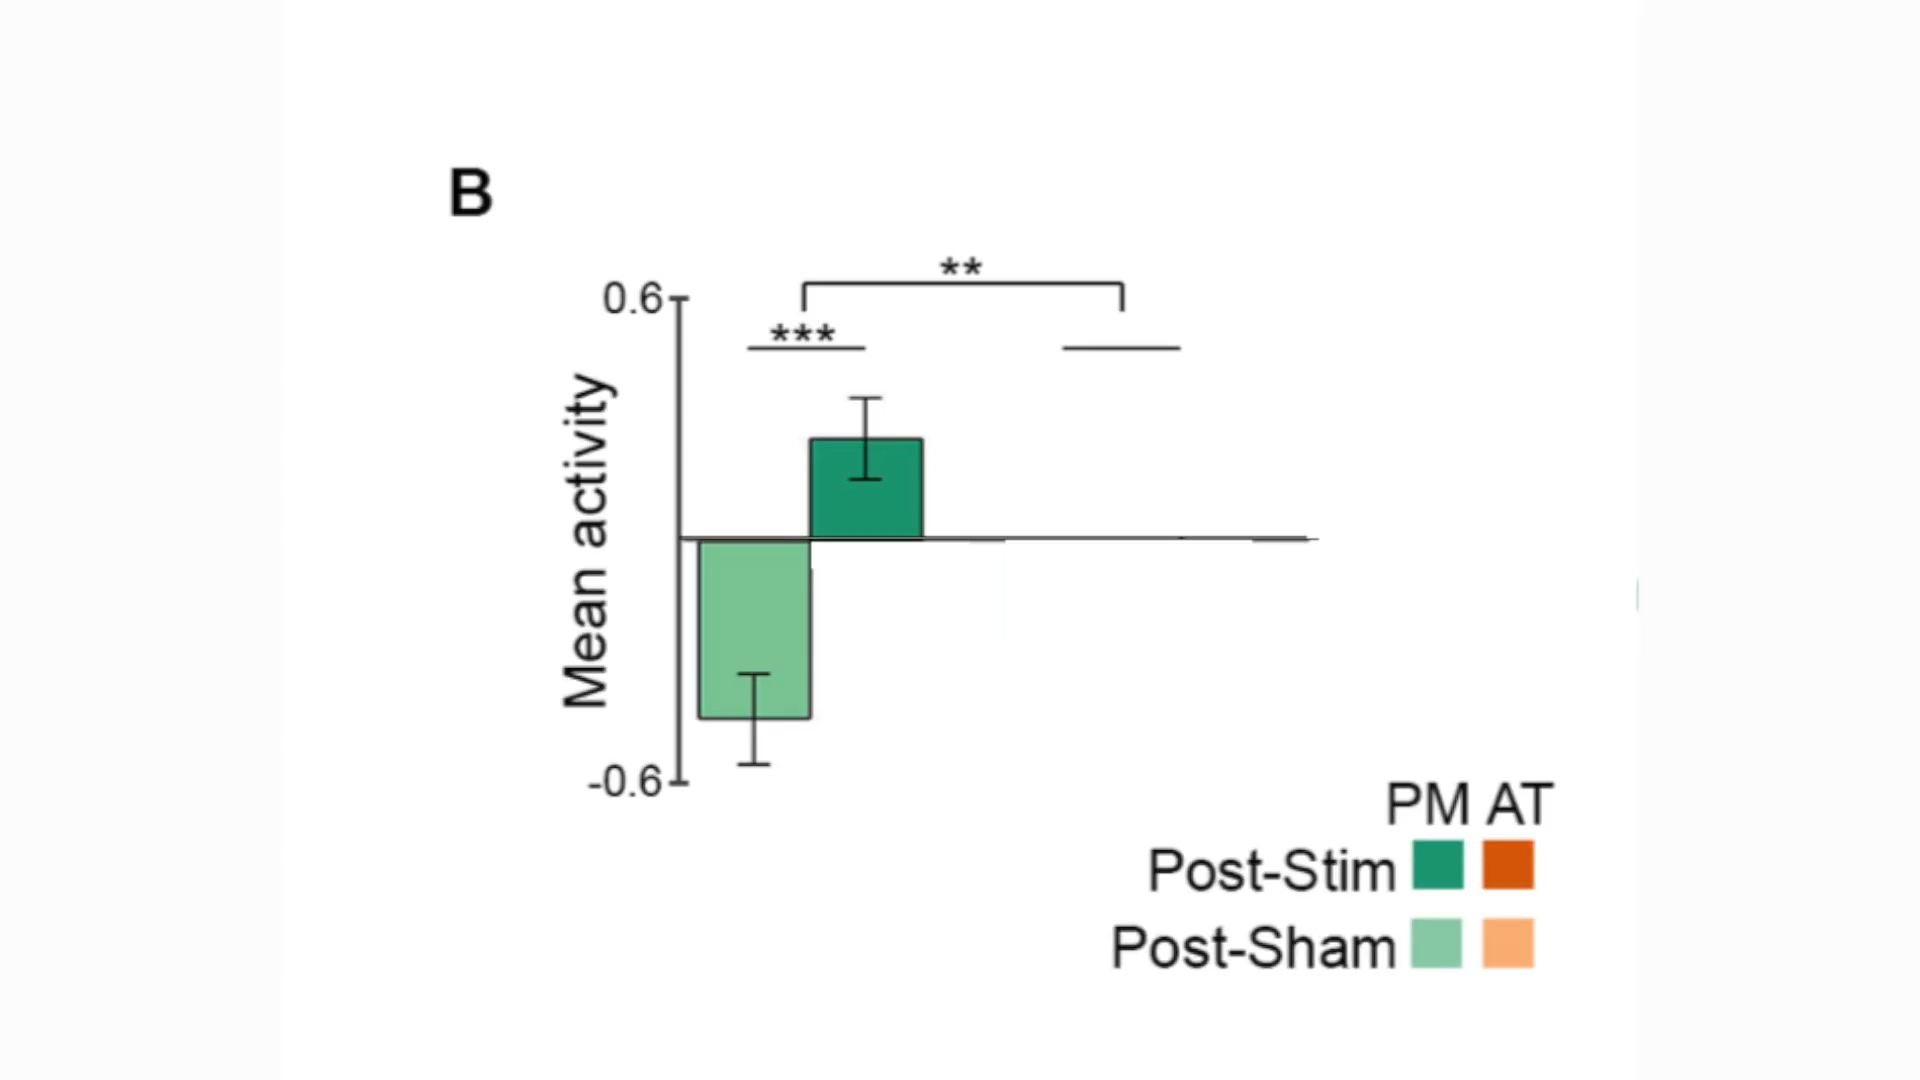 B
**
0.6
***
Mean activity
-0.6
PM AT
Post-Stim
Post-Sham